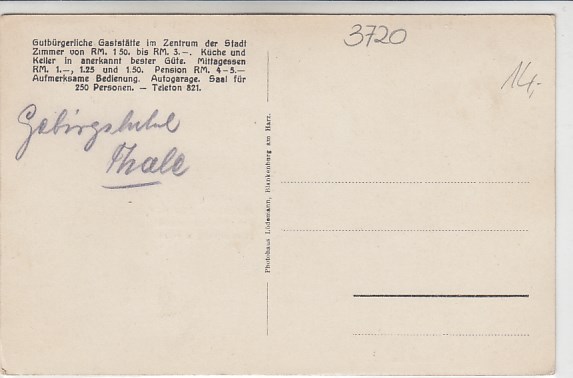 Gutbürgerliche Gaststätte im Zentrum der Stadt
Zimmer von RM. 1.50. bis RM. 3.–. Küche und
Keller in anerkannt bester Güte. Mittagessen
RM. 1.–, 1.25 und 1.50. Pension RM. 4–5.–
Aufmerksame Bedienung. Autogarage. Saal für
250 Personen. – Telefon 821.
Thale
3720
14,-
Photohaus Lüdemann, Blankenburg am Harz.